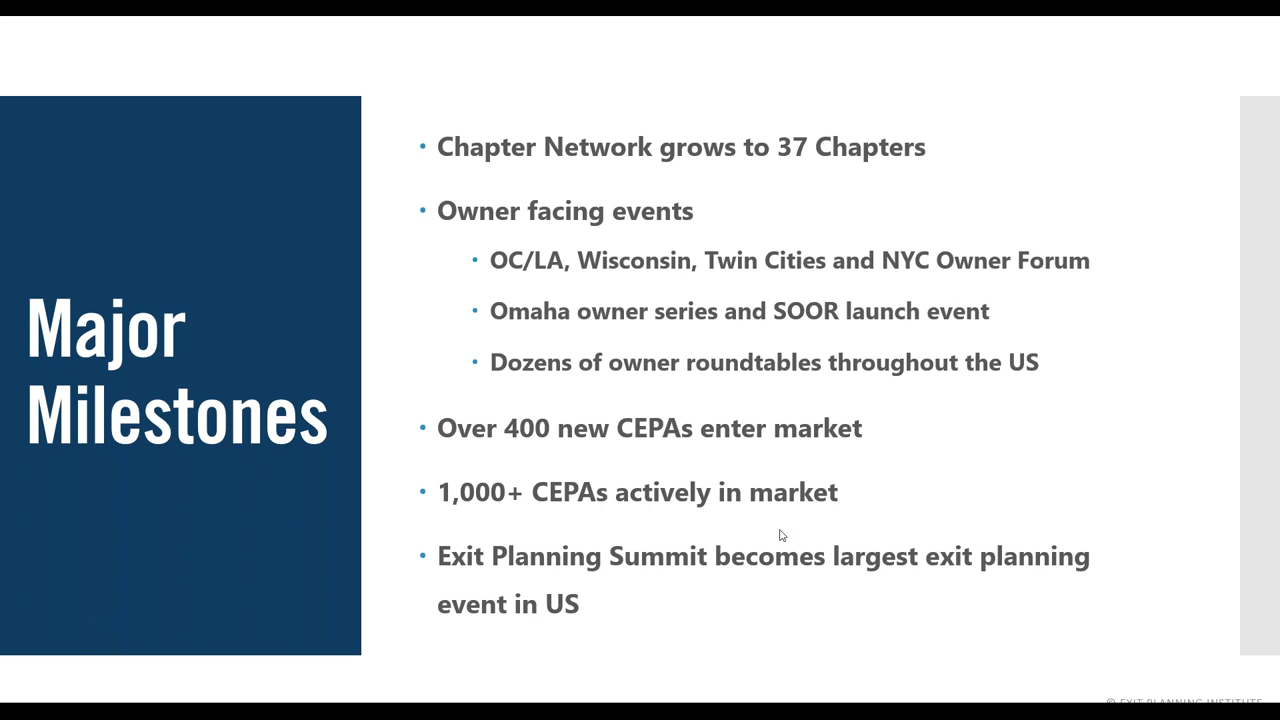 Major
Milestones
• Chapter Network grows to 37 Chapters
• Owner facing events
• OC/LA, Wisconsin, Twin Cities and NYC Owner Forum
• Omaha owner series and SOOR launch event
• Dozens of owner roundtables throughout the US
• Over 400 new CEPAs enter market
• 1,000+ CEPAs actively in market
• Exit Planning Summit becomes largest exit planning
event in US
© EXIT PLANNING INSTITUTE